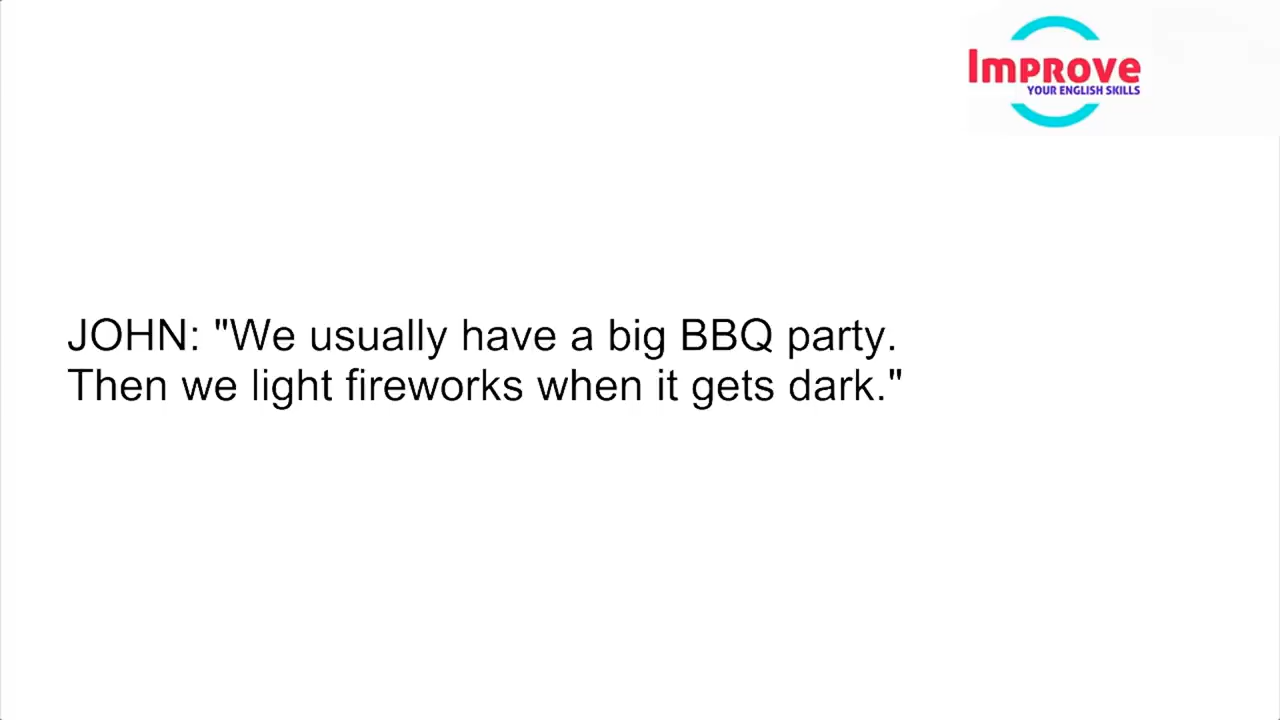 Improve
YOUR ENGLISH SKILLS
JOHN: "We usually have a big BBQ party.
Then we light fireworks when it gets dark."